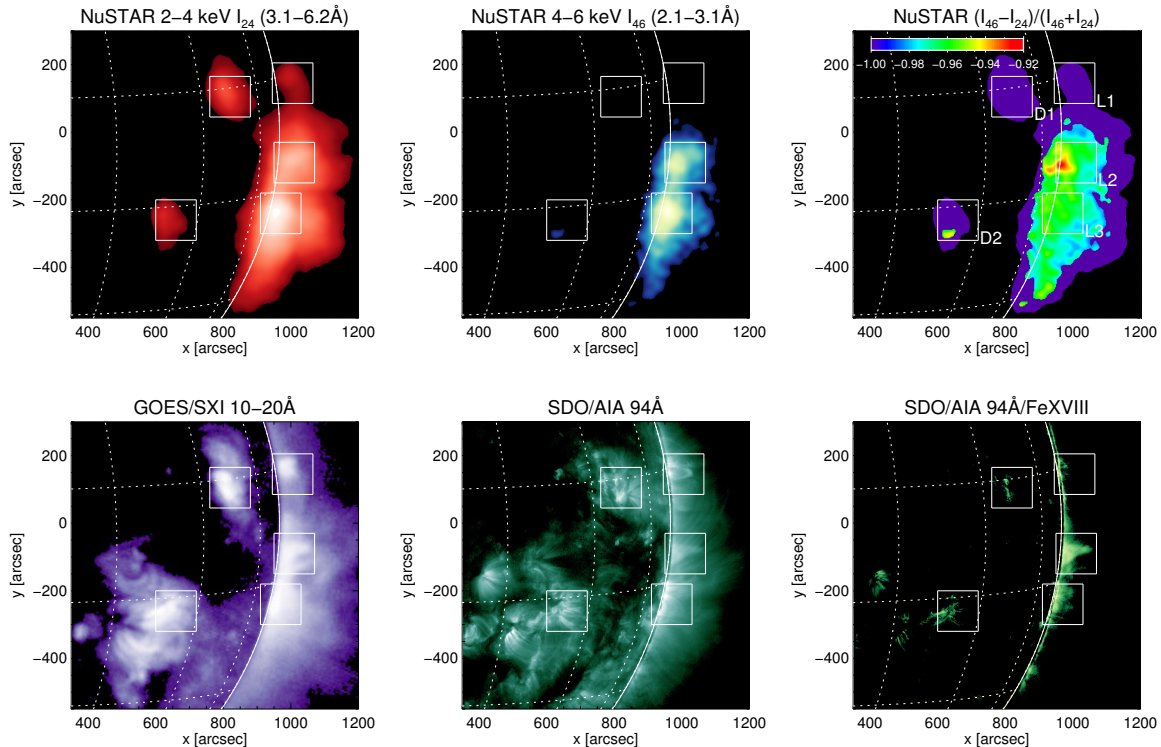 NuSTAR 2−4 keV I₂₄ (3.1−6.2Å)
NuSTAR 4−6 keV I₄₆ (2.1−3.1Å)
NuSTAR (I₄₆−I₂₄)/(I₄₆+I₂₄)
200
0
−200
−400
y [arcsec]
400 600 800 1000 1200
x [arcsec]
200
0
−200
−400
y [arcsec]
400 600 800 1000 1200
x [arcsec]
−1.00 −0.98 −0.96 −0.94 −0.92
D1
L1
L2
L3
D2
200
0
−200
−400
y [arcsec]
400 600 800 1000 1200
x [arcsec]
GOES/SXI 10−20Å
SDO/AIA 94Å
SDO/AIA 94Å/FeXVIII
200
0
−200
−400
y [arcsec]
400 600 800 1000 1200
x [arcsec]
200
0
−200
−400
y [arcsec]
400 600 800 1000 1200
x [arcsec]
200
0
−200
−400
y [arcsec]
400 600 800 1000 1200
x [arcsec]